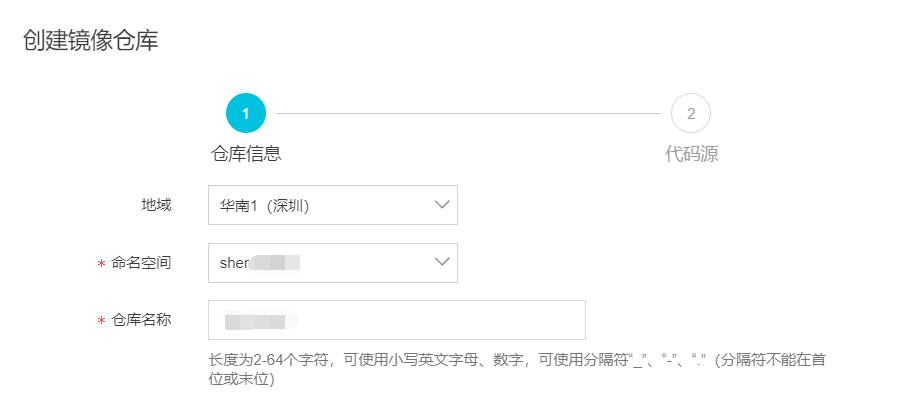 创建镜像仓库
1
2
仓库信息
代码源
地域
华南1（深圳）
* 命名空间
sher
* 仓库名称
长度为2-64个字符，可使用小写英文字母、数字，可使用分隔符“_”、“-”、“.”（分隔符不能在首
位或末位）